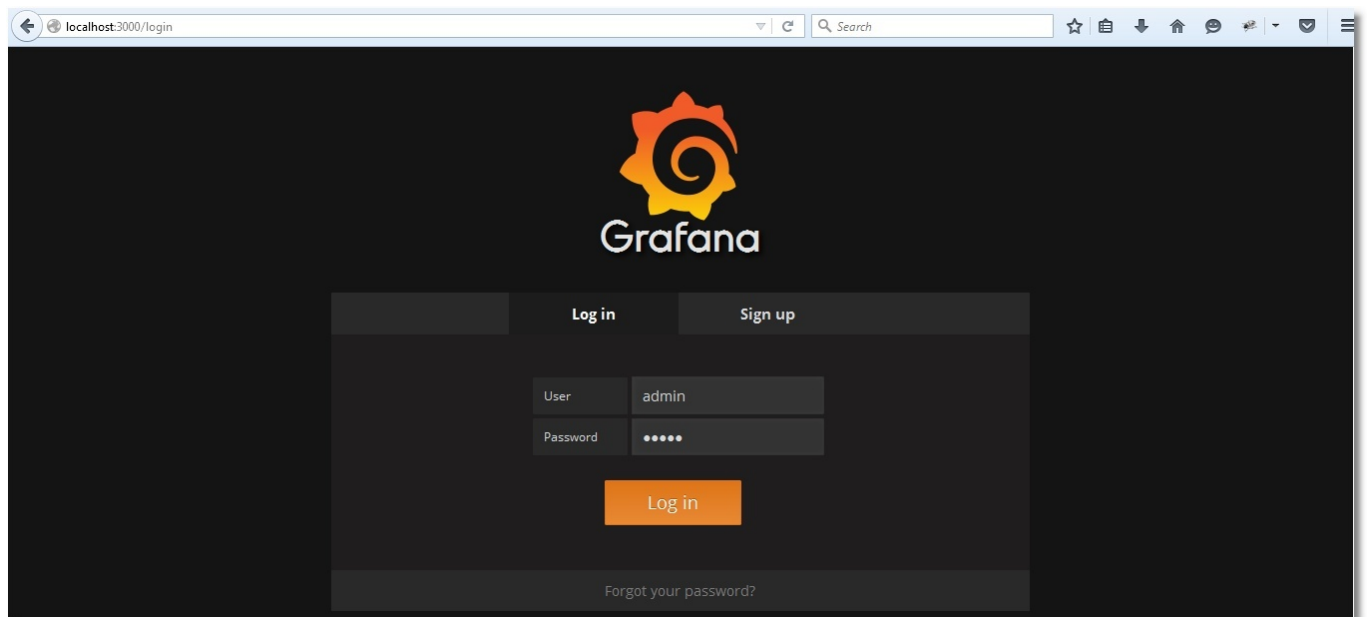 localhost:3000/login
Search
Grafana
Log in Sign up
User admin
Password •••••
Log in
Forgot your password?